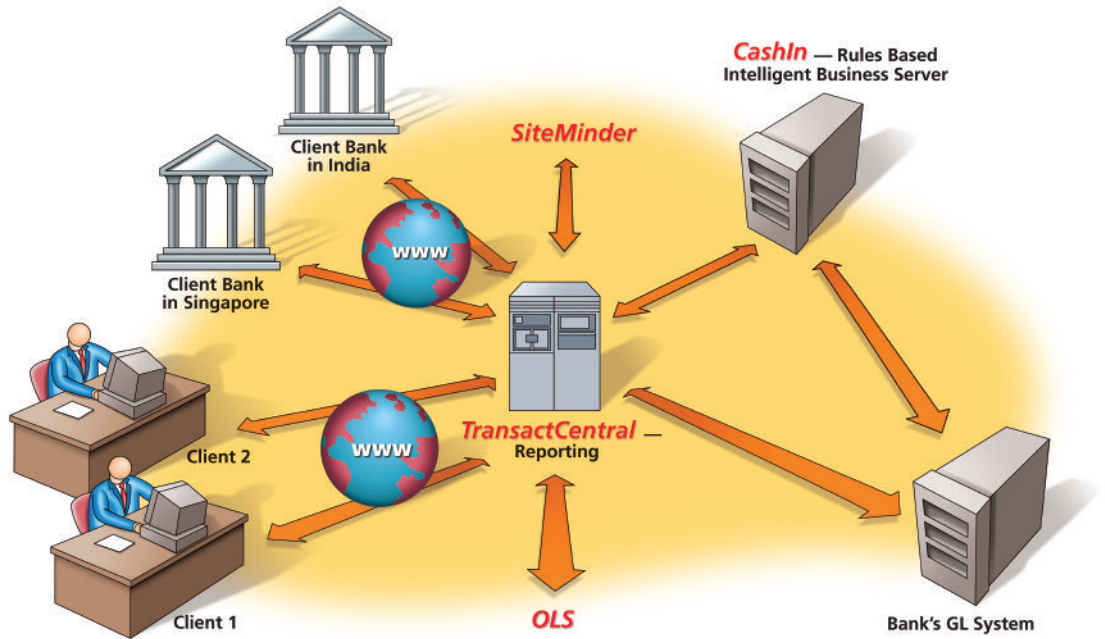 CashIn — Rules Based
Intelligent Business Server
Client Bank
in India
SiteMinder
www
Client Bank
in Singapore
www
TransactCentral —
Reporting
Client 2
Client 1
OLS
Bank's GL System